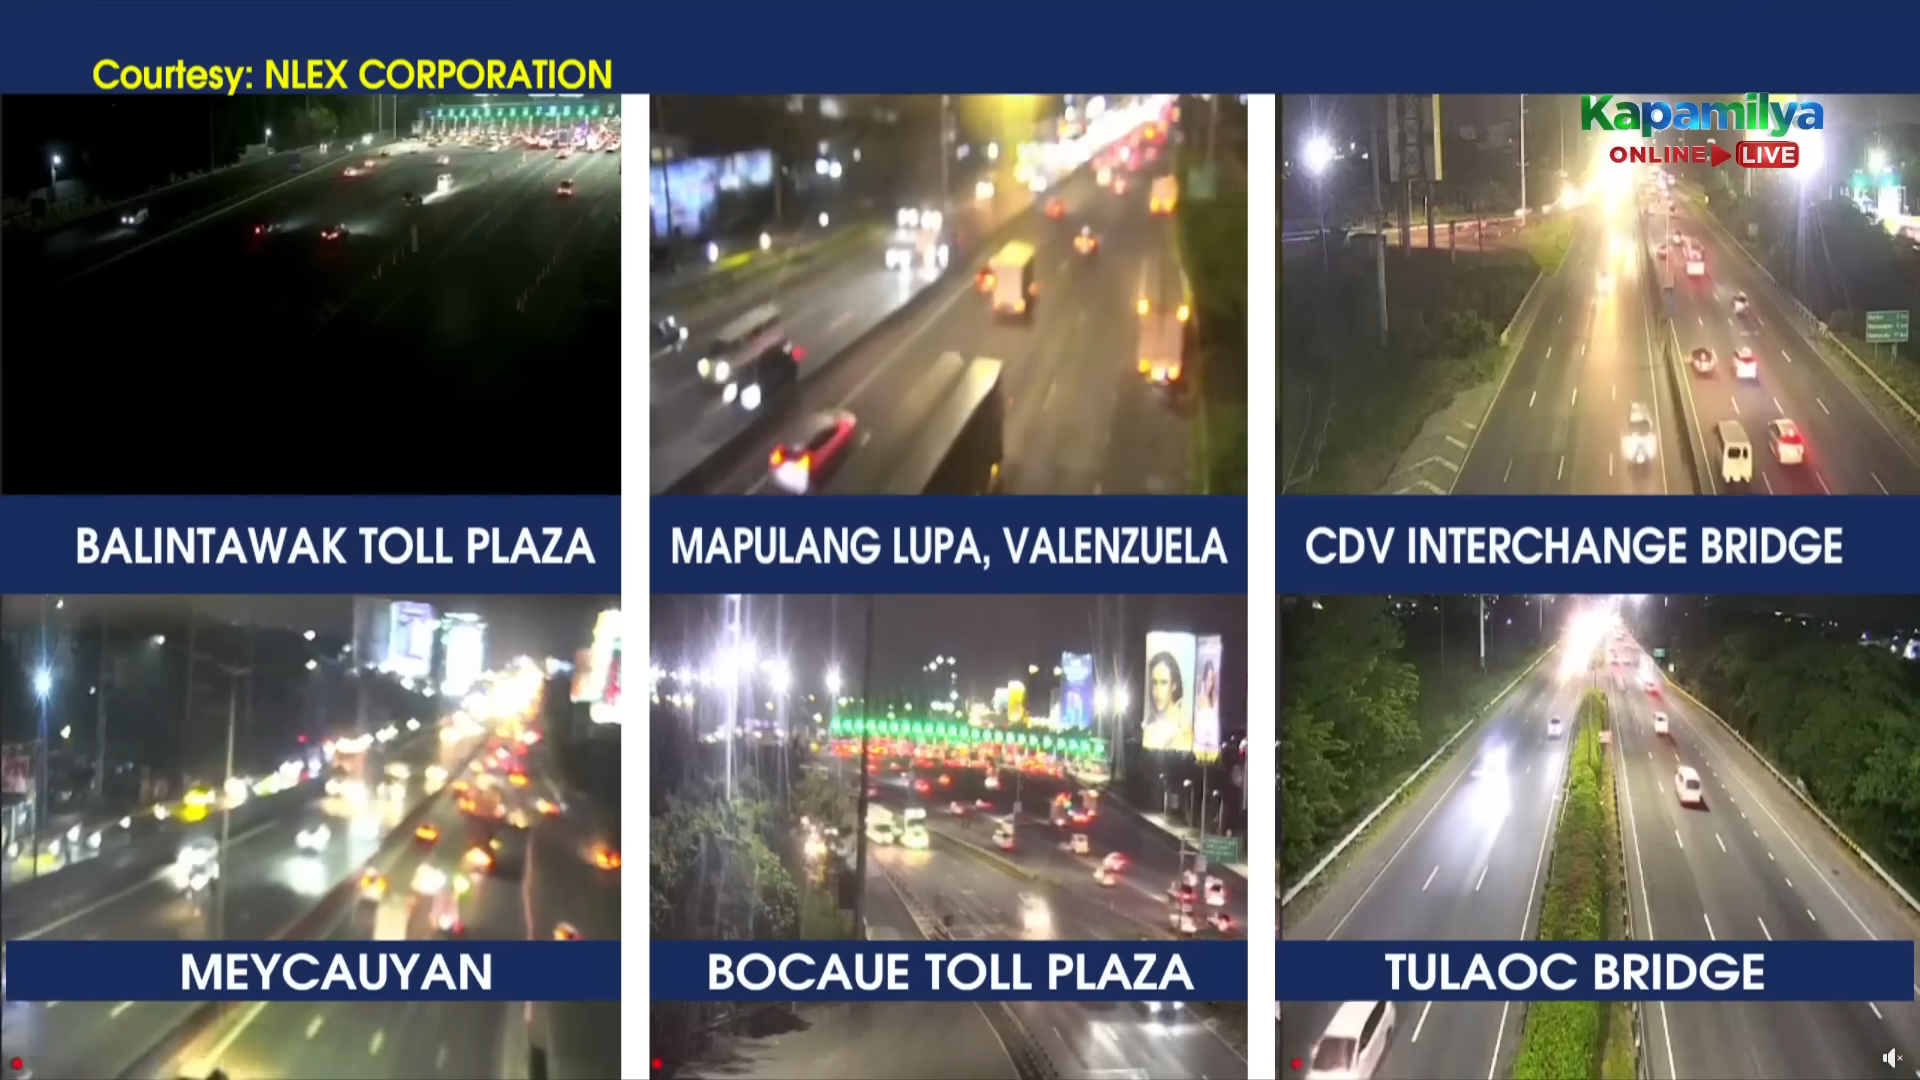 Courtesy: NLEX CORPORATION
Kapamilya
ONLINE LIVE
BALINTAWAK TOLL PLAZA
MAPULANG LUPA, VALENZUELA
CDV INTERCHANGE BRIDGE
MEYCAUYAN
BOCAUE TOLL PLAZA
TULAOC BRIDGE